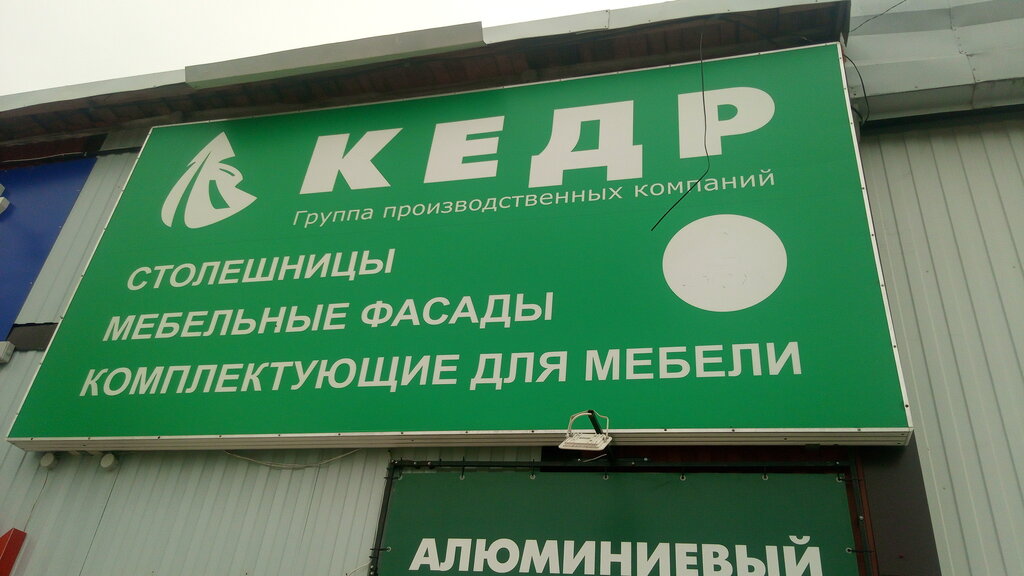 КЕДР
Группа производственных компаний
СТОЛЕШНИЦЫ
МЕБЕЛЬНЫЕ ФАСАДЫ
КОМПЛЕКТУЮЩИЕ ДЛЯ МЕБЕЛИ
АЛЮМИНИЕВЫЙ